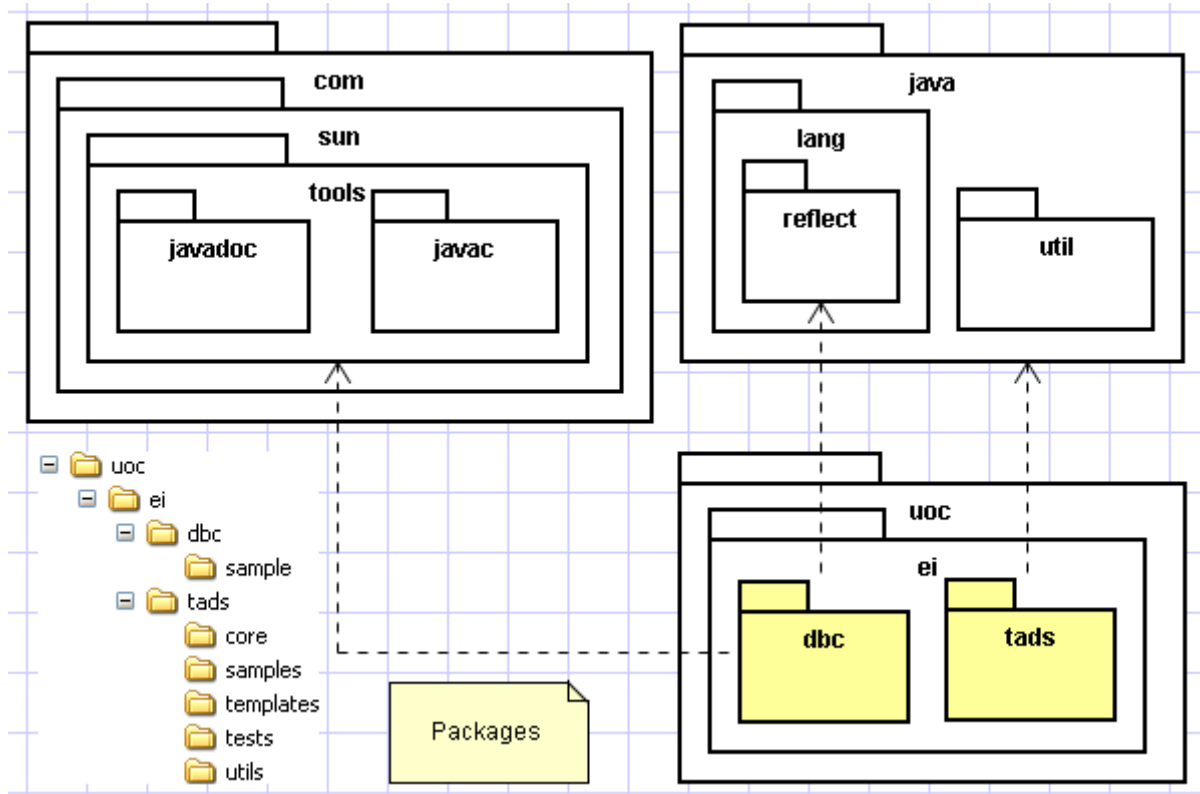 com
sun
tools
javadoc
javac
java
lang
reflect
util
uoc
ei
dbc
sample
tads
core
samples
templates
tests
utils
Packages
uoc
ei
dbc
tads